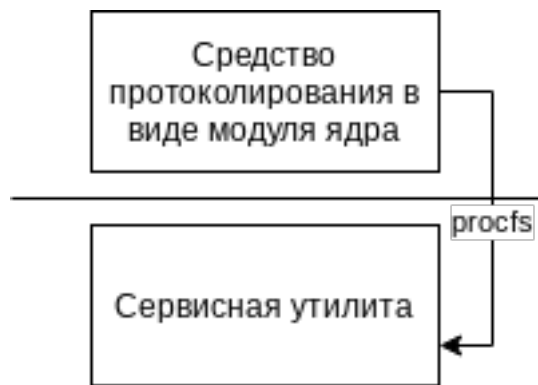 Средство
протоколирования в
виде модуля ядра
procfs
Сервисная утилита